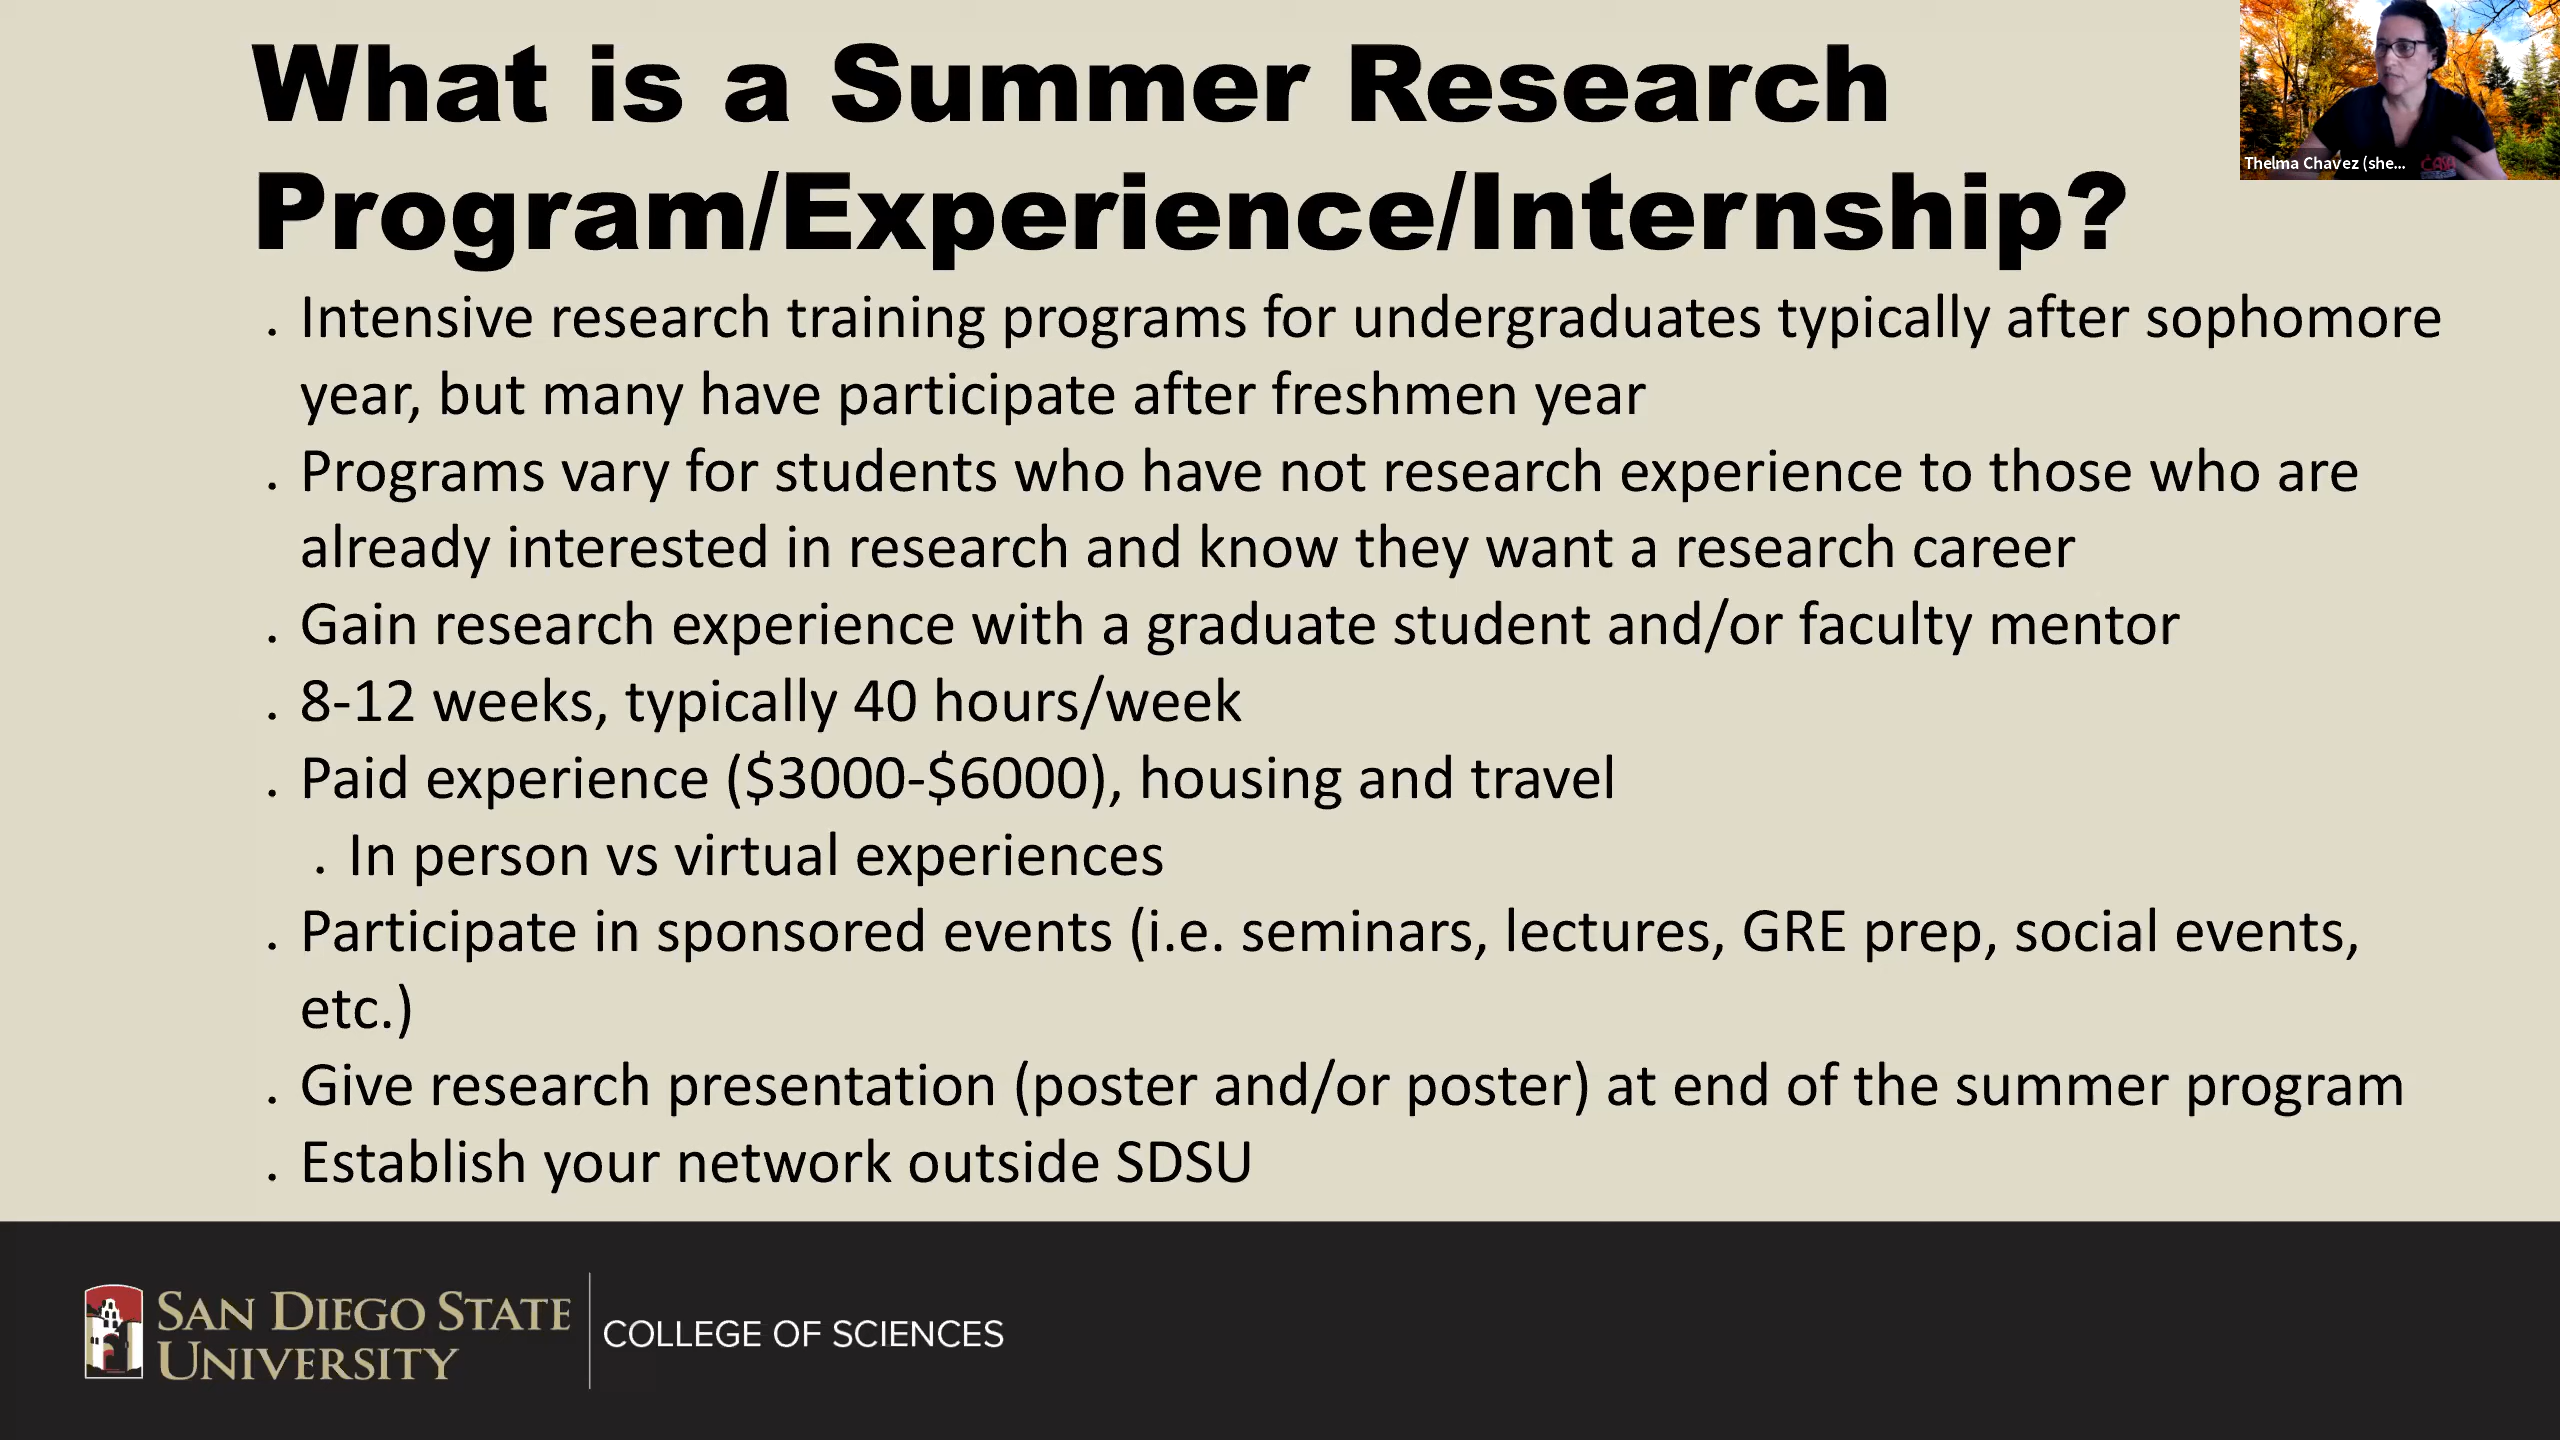 What is a Summer Research
Program/Experience/Internship?
Thelma Chavez (she...
. Intensive research training programs for undergraduates typically after sophomore
year, but many have participate after freshmen year
. Programs vary for students who have not research experience to those who are
already interested in research and know they want a research career
. Gain research experience with a graduate student and/or faculty mentor
. 8-12 weeks, typically 40 hours/week
. Paid experience ($3000-$6000), housing and travel
. In person vs virtual experiences
. Participate in sponsored events (i.e. seminars, lectures, GRE prep, social events,
etc.)
. Give research presentation (poster and/or poster) at end of the summer program
. Establish your network outside SDSU
SAN DIEGO STATE
UNIVERSITY
COLLEGE OF SCIENCES